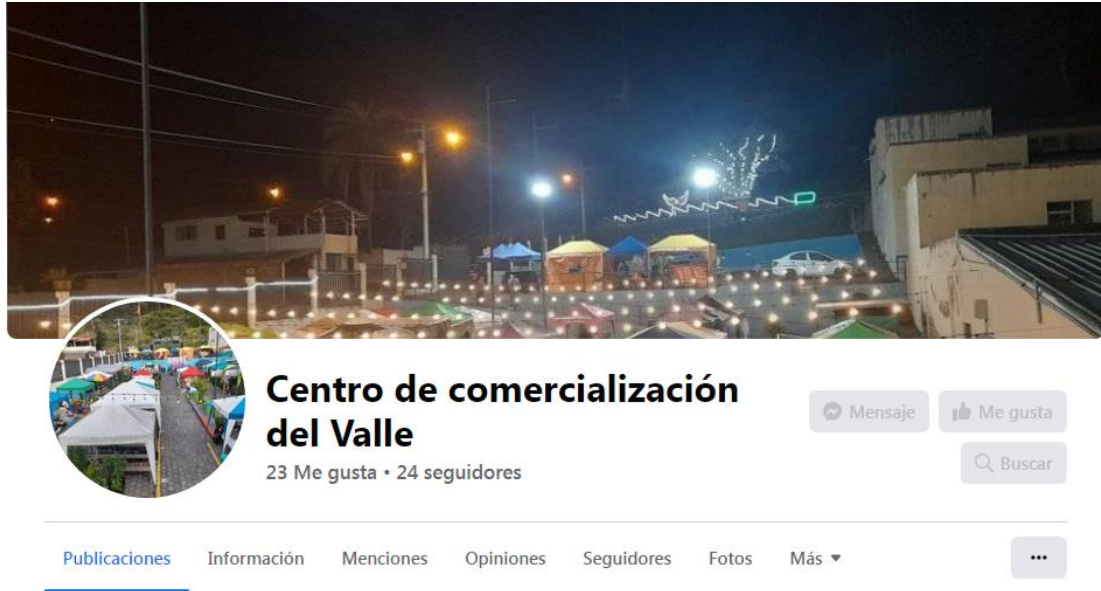 Centro de comercialización
del Valle
23 Me gusta • 24 seguidores
Mensaje
Me gusta
Buscar
Publicaciones Información Menciones Opiniones Seguidores Fotos Más